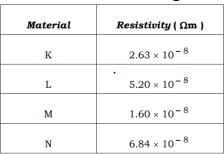 Material Resistivity ( Ωm )
K 2.63 × 10⁻⁸
L 5.20 × 10⁻⁸
M 1.60 × 10⁻⁸
N 6.84 × 10⁻⁸